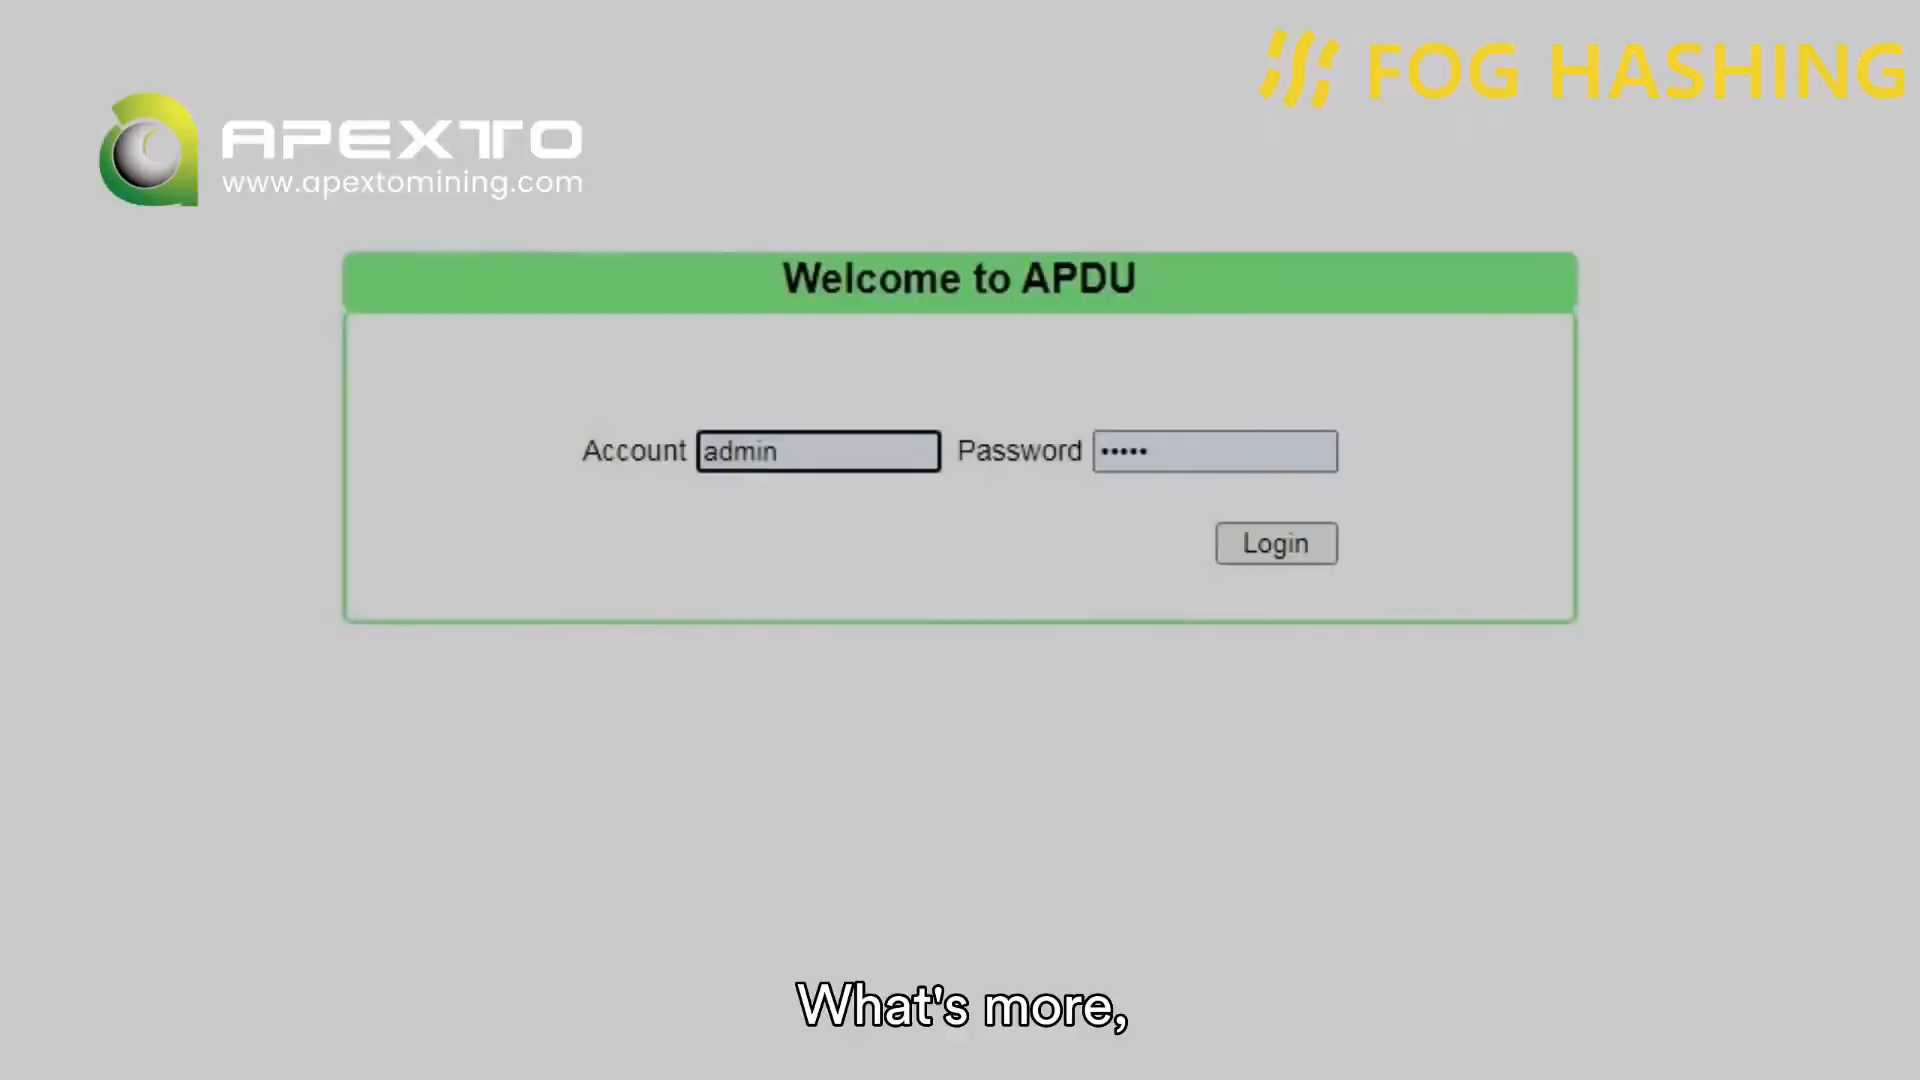 FOG HASHING
APEXTO
www.apextomining.com
Welcome to APDU
Account admin Password •••••
Login
What's more,